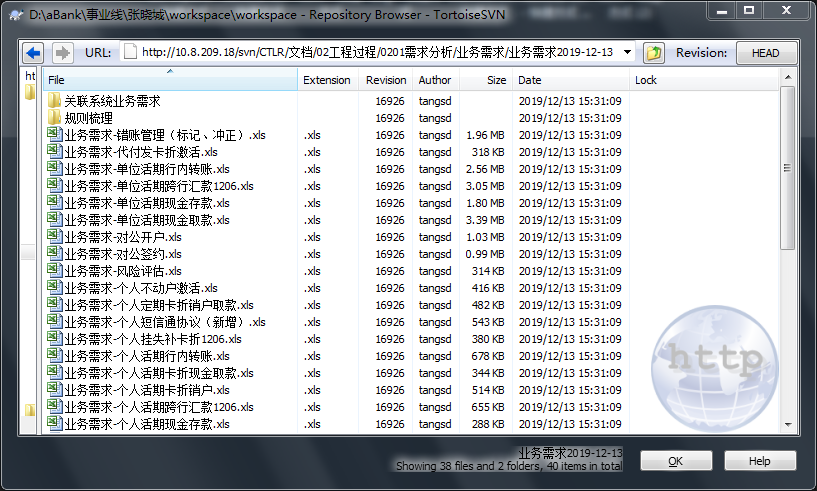 D:\aBank\事业线\张晓城\workspace\workspace - Repository Browser - TortoiseSVN
URL: http://10.8.209.18/svn/CTLR/文档/02工程过程/0201需求分析/业务需求/业务需求2019-12-13 Revision: HEAD
ht File Extension Revision Author Size Date Lock
关联系统业务需求 16926 tangsd 2019/12/13 15:31:09
规则梳理 16926 tangsd 2019/12/13 15:31:09
业务需求-错账管理（标记、冲正）.xls .xls 16926 tangsd 1.96 MB 2019/12/13 15:31:09
业务需求-代付发卡折激活.xls .xls 16926 tangsd 318 KB 2019/12/13 15:31:09
业务需求-单位活期行内转账.xls .xls 16926 tangsd 2.56 MB 2019/12/13 15:31:09
业务需求-单位活期跨行汇款1206.xls .xls 16926 tangsd 3.05 MB 2019/12/13 15:31:09
业务需求-单位活期现金存款.xls .xls 16926 tangsd 1.80 MB 2019/12/13 15:31:09
业务需求-单位活期现金取款.xls .xls 16926 tangsd 3.39 MB 2019/12/13 15:31:09
业务需求-对公开户.xls .xls 16926 tangsd 1.03 MB 2019/12/13 15:31:09
业务需求-对公签约.xls .xls 16926 tangsd 0.99 MB 2019/12/13 15:31:09
业务需求-风险评估.xls .xls 16926 tangsd 314 KB 2019/12/13 15:31:09
业务需求-个人不动户激活.xls .xls 16926 tangsd 416 KB 2019/12/13 15:31:09
业务需求-个人定期卡折销户取款.xls .xls 16926 tangsd 482 KB 2019/12/13 15:31:09
业务需求-个人短信通协议（新增）.xls .xls 16926 tangsd 543 KB 2019/12/13 15:31:09
业务需求-个人挂失补卡折1206.xls .xls 16926 tangsd 380 KB 2019/12/13 15:31:09
业务需求-个人活期行内转账.xls .xls 16926 tangsd 678 KB 2019/12/13 15:31:09
业务需求-个人活期卡折现金取款.xls .xls 16926 tangsd 344 KB 2019/12/13 15:31:09
业务需求-个人活期卡折销户.xls .xls 16926 tangsd 514 KB 2019/12/13 15:31:09
业务需求-个人活期跨行汇款1206.xls .xls 16926 tangsd 655 KB 2019/12/13 15:31:09
业务需求-个人活期现金存款.xls .xls 16926 tangsd 288 KB 2019/12/13 15:31:09
http
业务需求2019-12-13
Showing 38 files and 2 folders, 40 items in total
OK Help